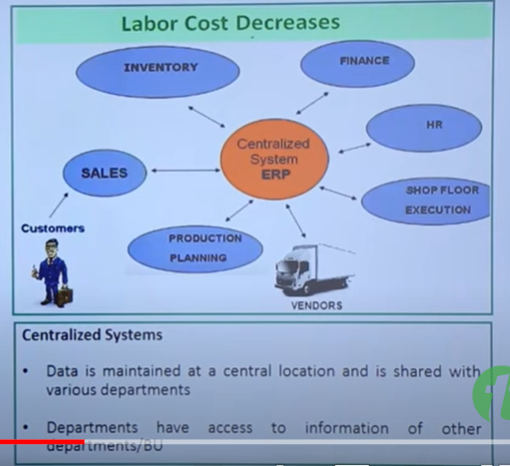 Labor Cost Decreases
INVENTORY
FINANCE
HR
Centralized
System
ERP
SALES
SHOP FLOOR
EXECUTION
Customers
PRODUCTION
PLANNING
VENDORS
Centralized Systems
• Data is maintained at a central location and is shared with
various departments
• Departments have access to information of other
departments/BU